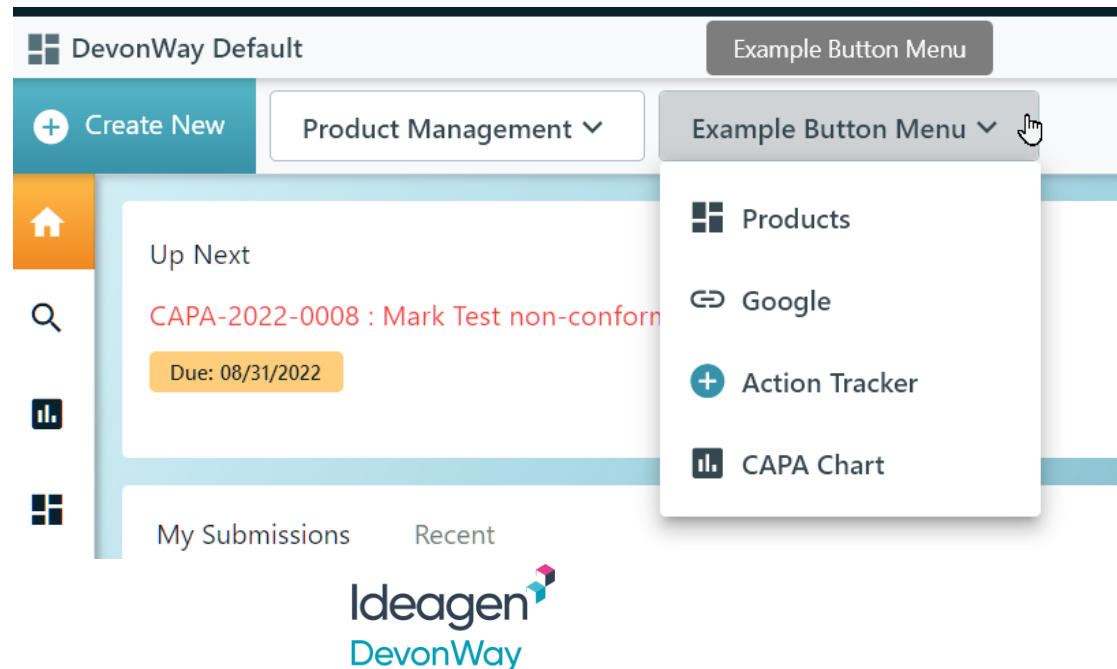 DevonWay Default
Example Button Menu
Create New
Product Management
Example Button Menu
Products
Google
Action Tracker
CAPA Chart
Up Next
CAPA-2022-0008 : Mark Test non-conform
Due: 08/31/2022
My Submissions
Recent
Ideagen
DevonWay